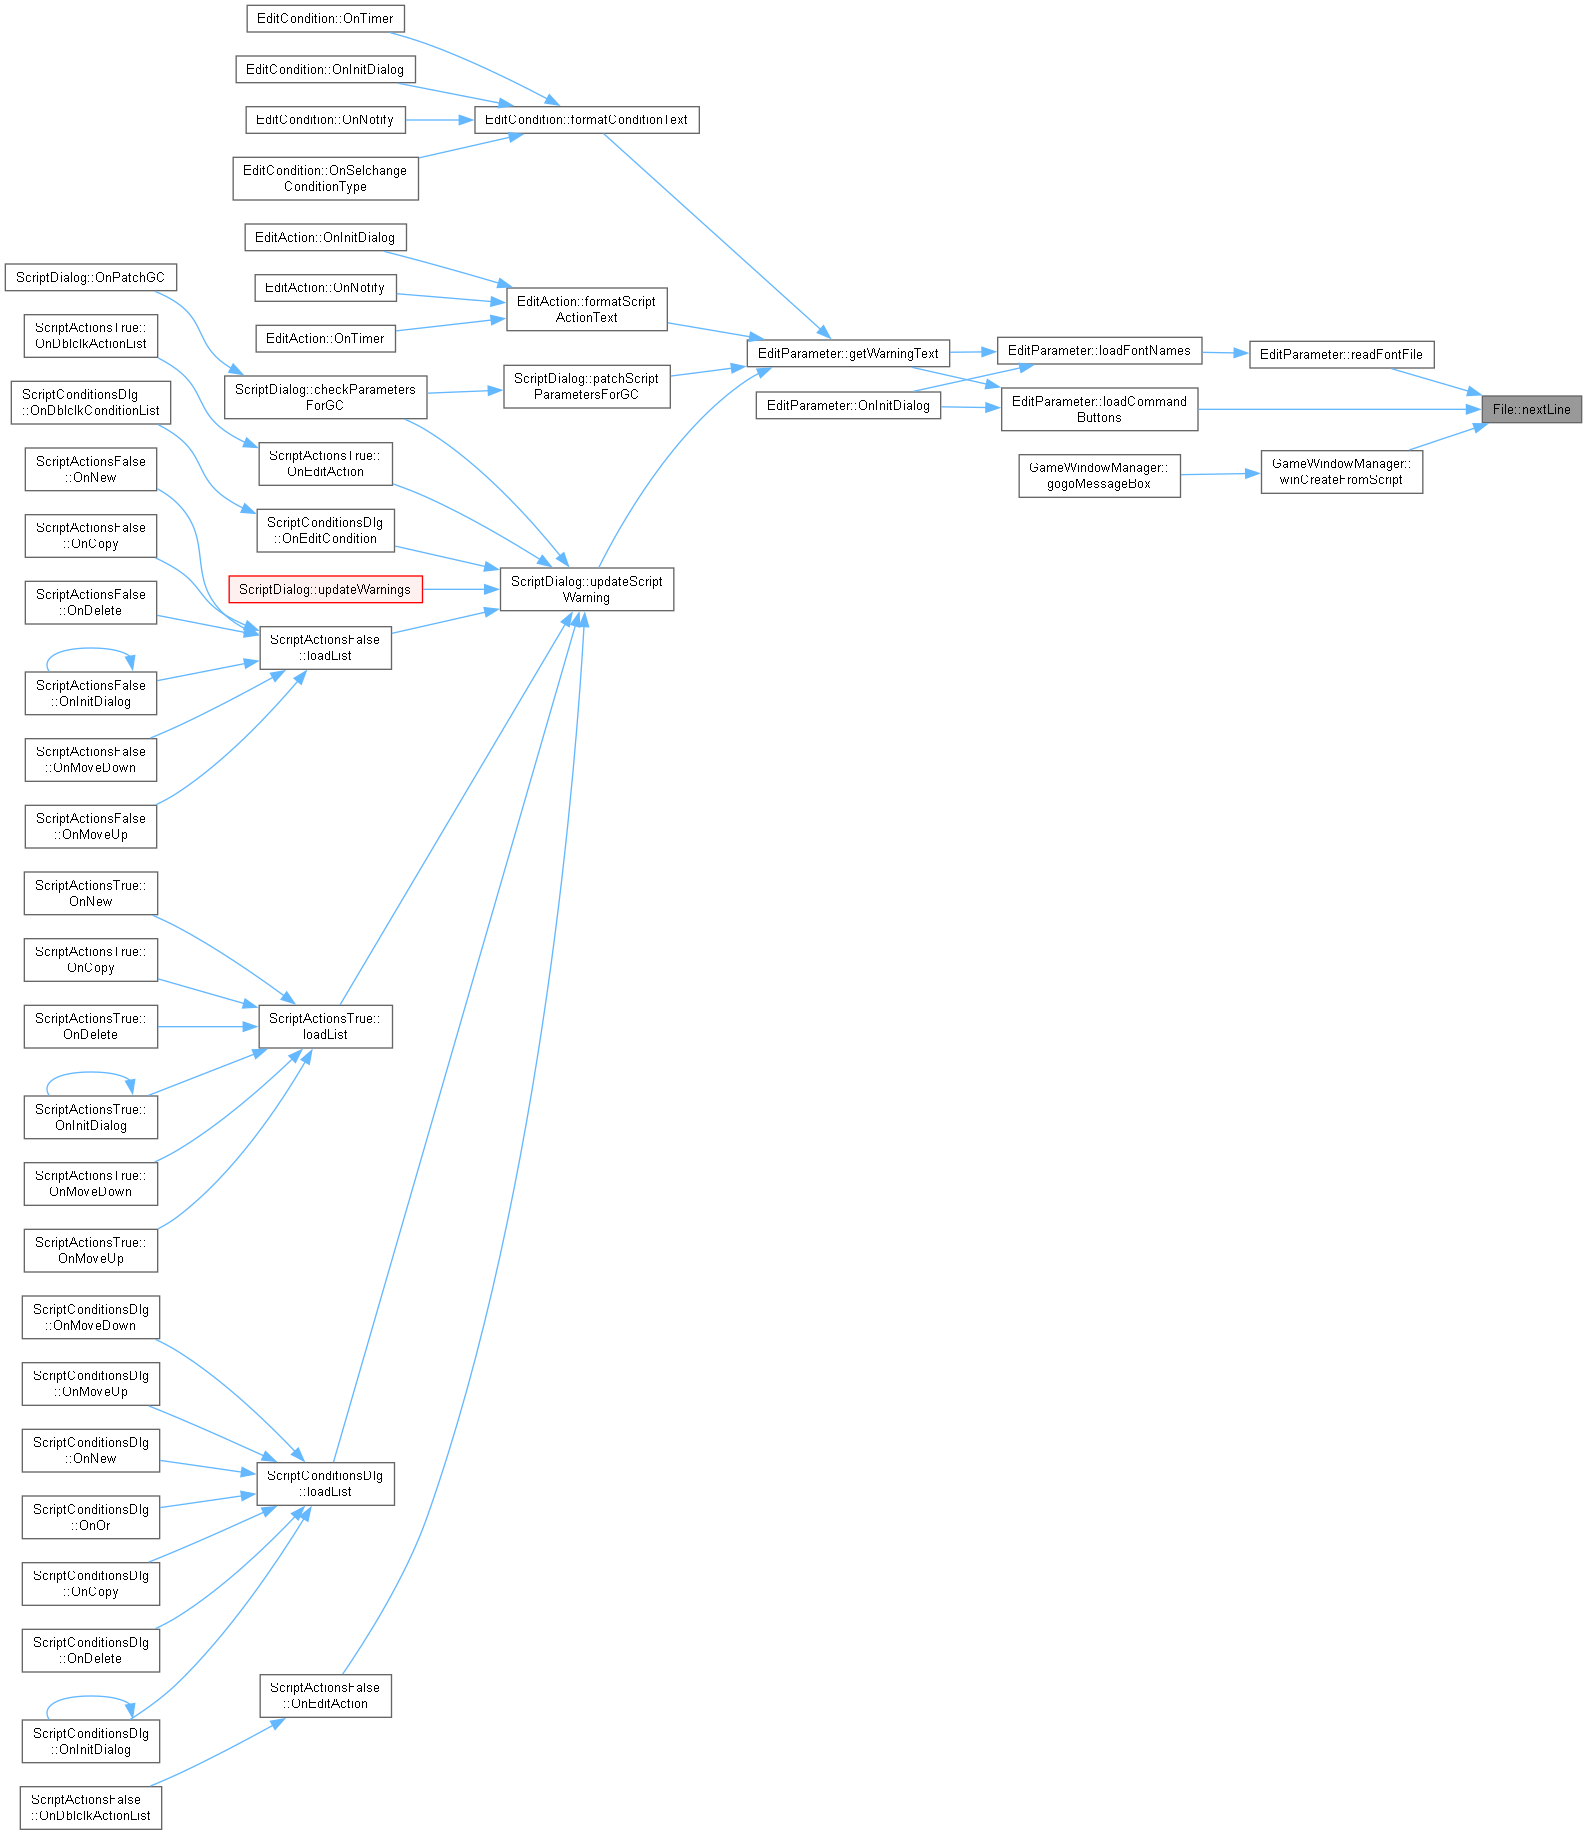 EditCondition::OnTimer
EditCondition::OnInitDialog
EditCondition::OnNotify
EditCondition::OnSelchange
ConditionType
EditCondition::formatConditionText
EditAction::OnInitDialog
EditAction::OnNotify
EditAction::OnTimer
EditAction::formatScript
ActionText
ScriptDialog::OnPatchGC
ScriptActionsTrue::
OnDblclkActionList
ScriptConditionsDlg
::OnDblclkConditionList
ScriptDialog::checkParameters
ForGC
ScriptDialog::patchScript
ParametersForGC
EditParameter::getWarningText
EditParameter::OnInitDialog
EditParameter::loadFontNames
EditParameter::loadCommand
Buttons
EditParameter::readFontFile
File::nextLine
GameWindowManager::
gogoMessageBox
GameWindowManager::
winCreateFromScript
ScriptActionsTrue::
OnEditAction
ScriptConditionsDlg
::OnEditCondition
ScriptDialog::updateWarnings
ScriptDialog::updateScript
Warning
ScriptActionsFalse
::OnNew
ScriptActionsFalse
::OnCopy
ScriptActionsFalse
::OnDelete
ScriptActionsFalse
::loadList
ScriptActionsFalse
::OnInitDialog
ScriptActionsFalse
::OnMoveDown
ScriptActionsFalse
::OnMoveUp
ScriptActionsTrue::
OnNew
ScriptActionsTrue::
OnCopy
ScriptActionsTrue::
OnDelete
ScriptActionsTrue::
loadList
ScriptActionsTrue::
OnInitDialog
ScriptActionsTrue::
OnMoveDown
ScriptActionsTrue::
OnMoveUp
ScriptConditionsDlg
::OnMoveDown
ScriptConditionsDlg
::OnMoveUp
ScriptConditionsDlg
::OnNew
ScriptConditionsDlg
::loadList
ScriptConditionsDlg
::OnOr
ScriptConditionsDlg
::OnCopy
ScriptConditionsDlg
::OnDelete
ScriptConditionsDlg
::OnInitDialog
ScriptActionsFalse
::OnEditAction
ScriptActionsFalse
::OnDblclkActionList